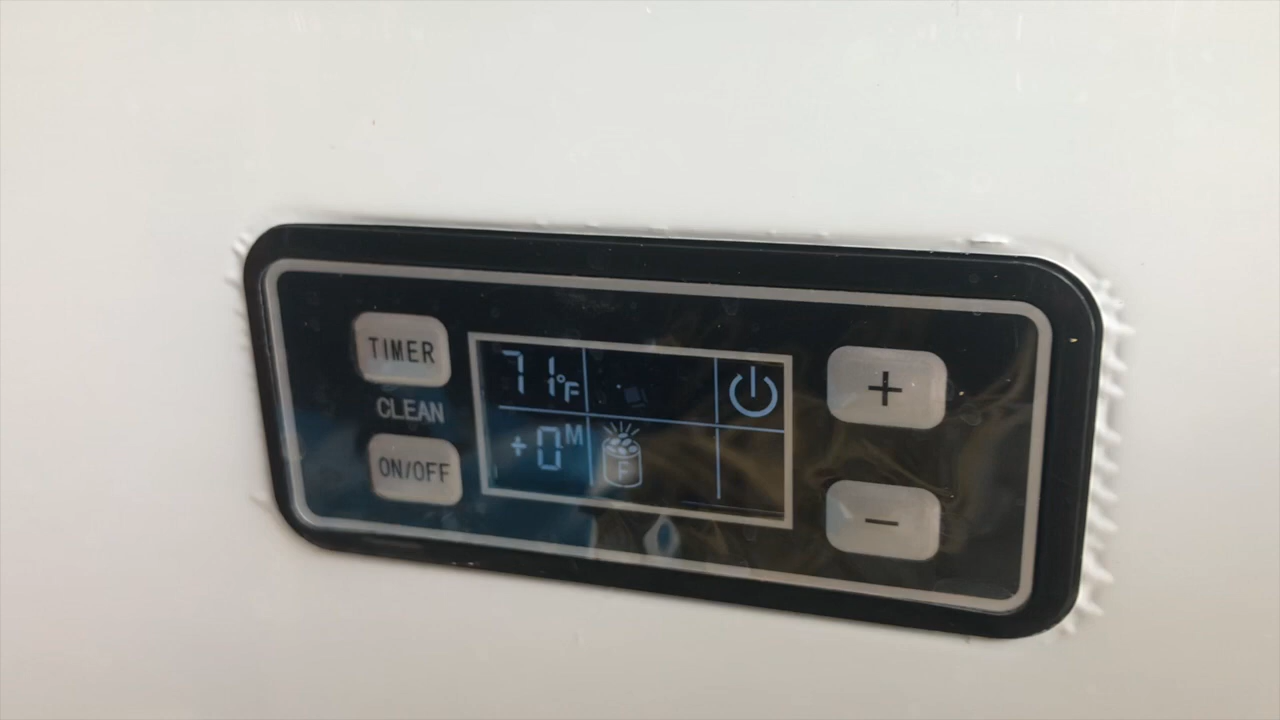 TIMER
CLEAN
ON/OFF
71°F
+0M
F
+
−